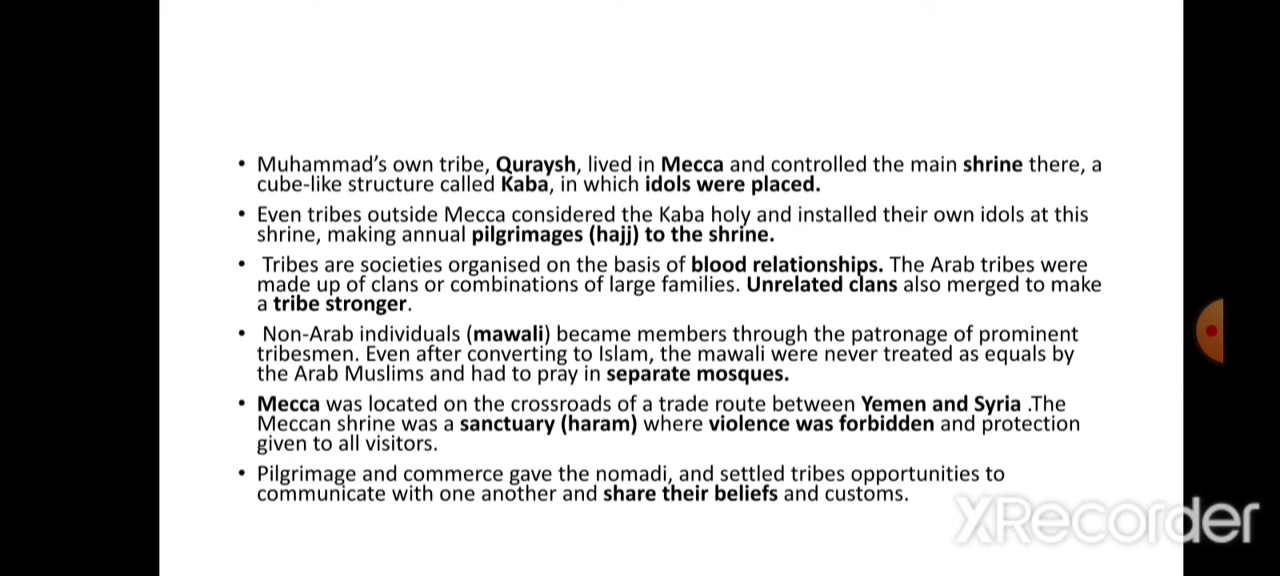 • Muhammad's own tribe, Quraysh, lived in Mecca and controlled the main shrine there, a
cube-like structure called Kaba, in which idols were placed.
• Even tribes outside Mecca considered the Kaba holy and installed their own idols at this
shrine, making annual pilgrimages (hajj) to the shrine.
• Tribes are societies organised on the basis of blood relationships. The Arab tribes were
made up of clans or combinations of large families. Unrelated clans also merged to make
a tribe stronger.
• Non-Arab individuals (mawali) became members through the patronage of prominent
tribesmen. Even after converting to Islam, the mawali were never treated as equals by
the Arab Muslims and had to pray in separate mosques.
• Mecca was located on the crossroads of a trade route between Yemen and Syria .The
Meccan shrine was a sanctuary (haram) where violence was forbidden and protection
given to all visitors.
• Pilgrimage and commerce gave the nomadi, and settled tribes opportunities to
communicate with one another and share their beliefs and customs.
XRecorder